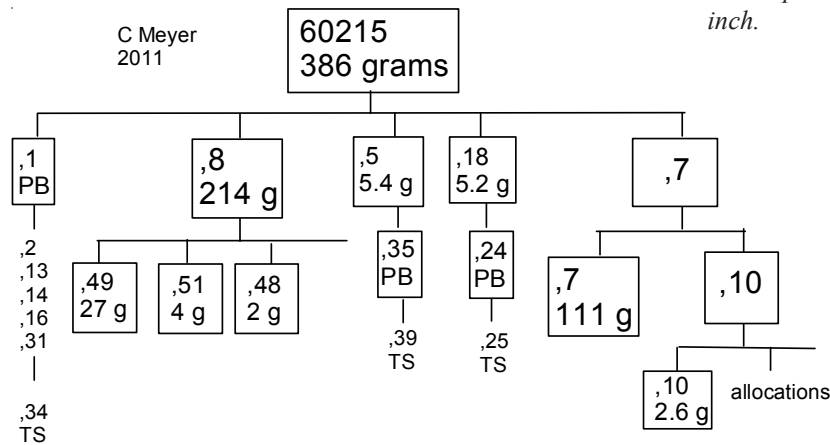 inch.
C Meyer
2011
60215
386 grams
,1
PB
,8
214 g
,5
5.4 g
,18
5.2 g
,7
,2
,13
,14
,16
,31
,34
TS
,49
27 g
,51
4 g
,48
2 g
,35
PB
,39
TS
,24
PB
,25
TS
,7
111 g
,10
,10
2.6 g
allocations